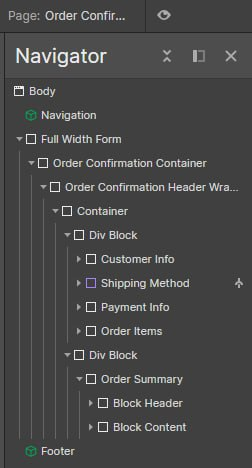 Page: Order Confir...
Navigator
Body
Navigation
Full Width Form
Order Confirmation Container
Order Confirmation Header Wra...
Container
Div Block
Customer Info
Shipping Method
Payment Info
Order Items
Div Block
Order Summary
Block Header
Block Content
Footer